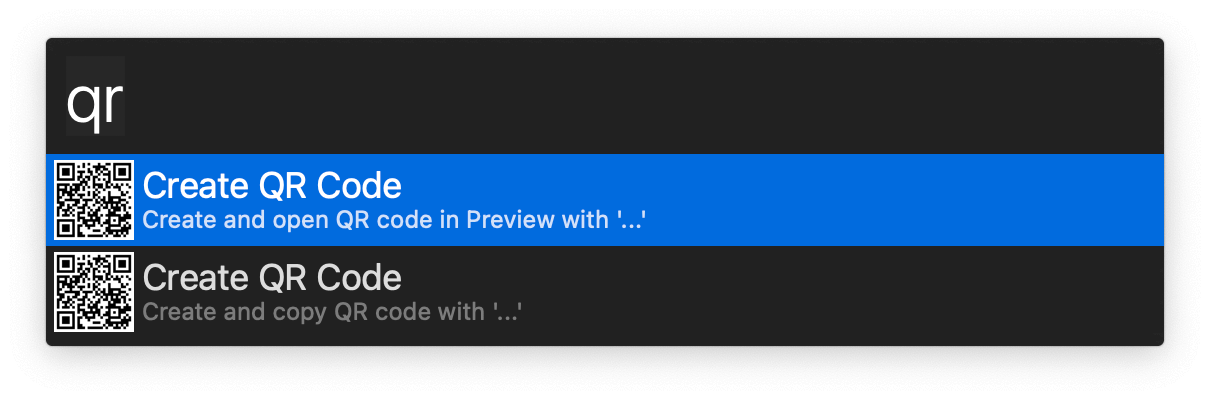 qr
Create QR Code
Create and open QR code in Preview with '...'
Create QR Code
Create and copy QR code with '...'